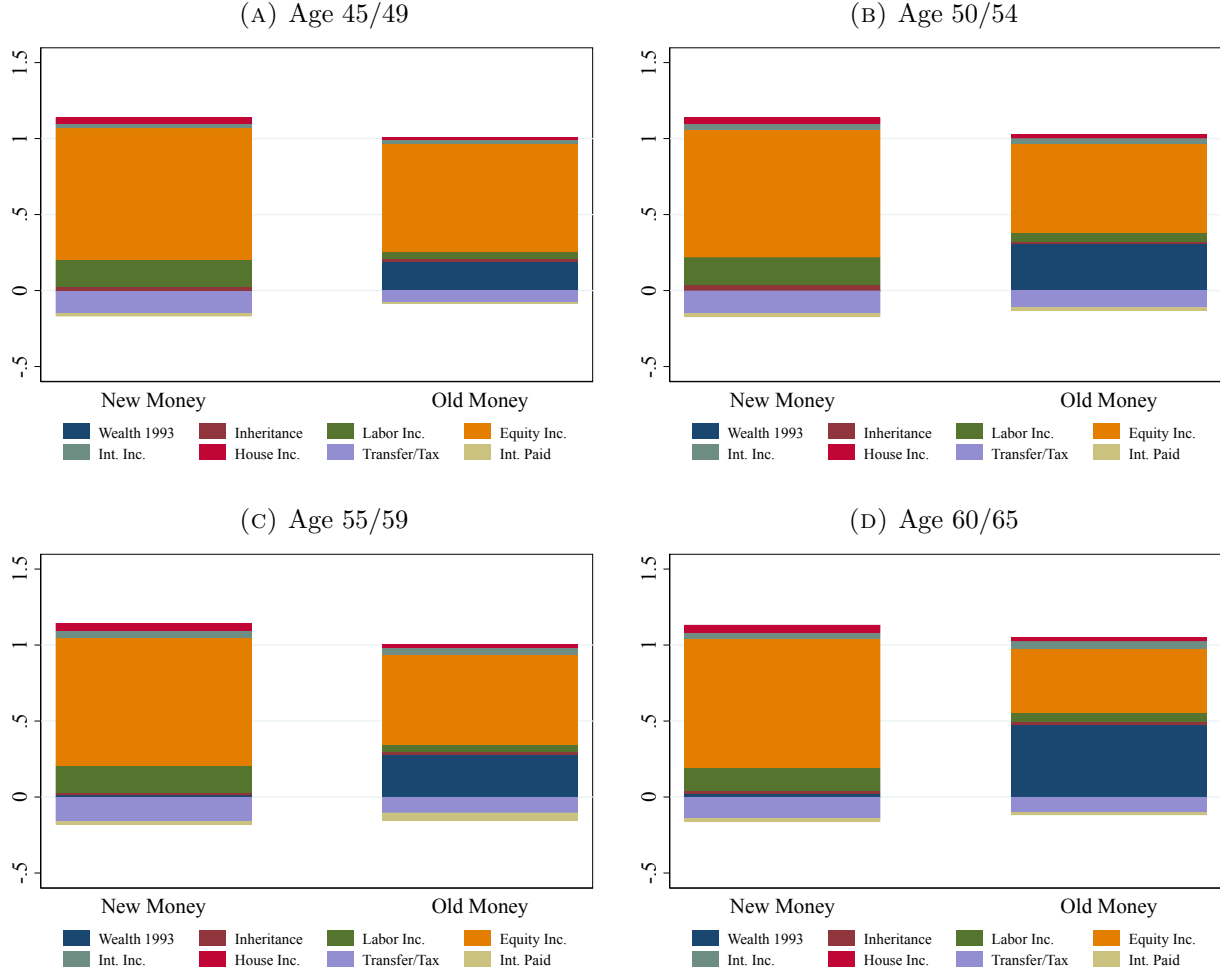 (A) Age 45/49
1.5
1
.5
0
-.5
New Money Old Money
Wealth 1993 Inheritance Labor Inc. Equity Inc.
Int. Inc. House Inc. Transfer/Tax Int. Paid
(B) Age 50/54
1.5
1
.5
0
-.5
New Money Old Money
Wealth 1993 Inheritance Labor Inc. Equity Inc.
Int. Inc. House Inc. Transfer/Tax Int. Paid
(C) Age 55/59
1.5
1
.5
0
-.5
New Money Old Money
Wealth 1993 Inheritance Labor Inc. Equity Inc.
Int. Inc. House Inc. Transfer/Tax Int. Paid
(D) Age 60/65
1.5
1
.5
0
-.5
New Money Old Money
Wealth 1993 Inheritance Labor Inc. Equity Inc.
Int. Inc. House Inc. Transfer/Tax Int. Paid